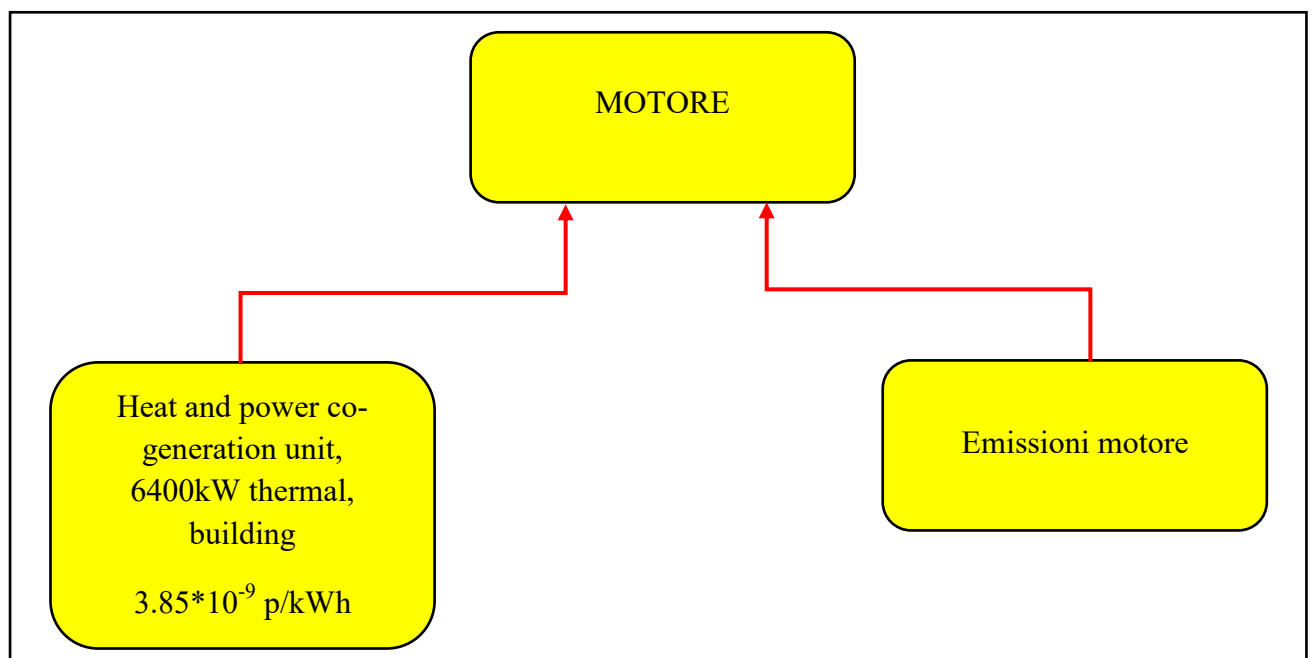 MOTORE
Heat and power co-
generation unit,
6400kW thermal,
building
3.85*10⁻⁹ p/kWh
Emissioni motore